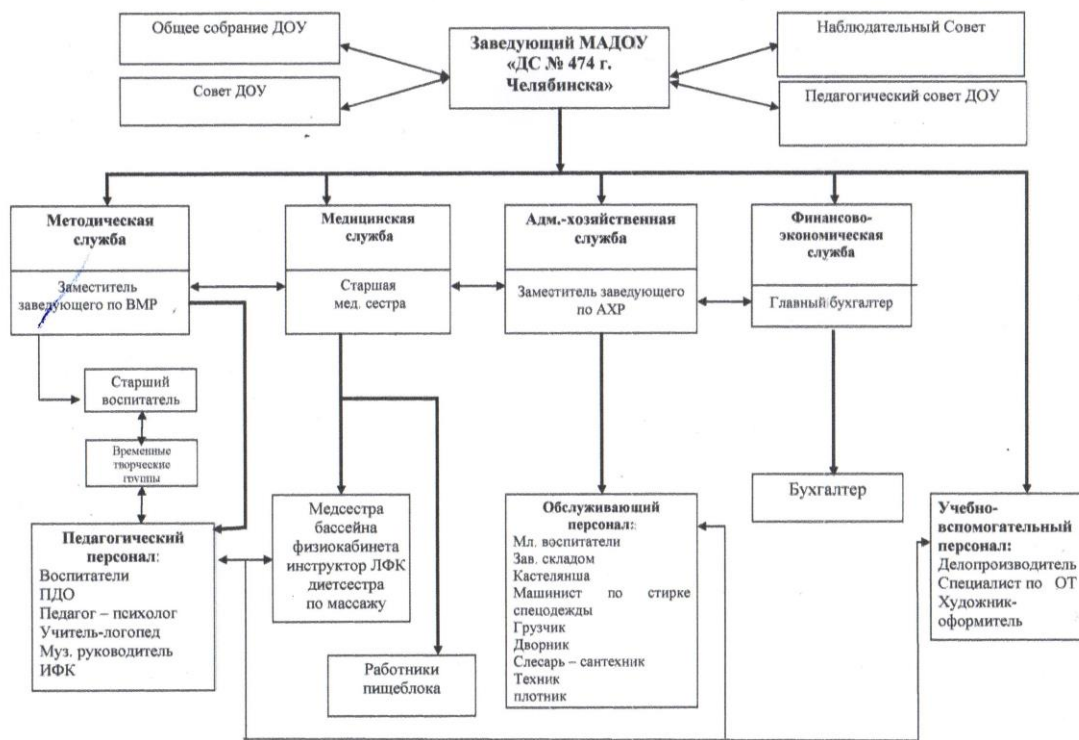 Общее собрание ДОУ
Совет ДОУ
Заведующий МАДОУ
«ДС № 474 г.
Челябинска»
Наблюдательный Совет
Педагогический совет ДОУ
Методическая
служба
Заместитель
заведующего по ВМР
Медицинская
служба
Старшая
мед. сестра
Адм.-хозяйственная
служба
Заместитель заведующего
по АХР
Финансово-
экономическая
служба
Главный бухгалтер
Старший
воспитатель
Временные
творческие
группы
Педагогический
персонал:
Воспитатели
ПДО
Педагог – психолог
Учитель-логопед
Муз. руководитель
ИФК
Медсестра
бассейна
физиокабинета
инструктор ЛФК
диетсестра
по массажу
Работники
пищеблока
Обслуживающий
персонал:
Мл. воспитатели
Зав. складом
Кастелянша
Машинист по стирке
спецодежды
Грузчик
Дворник
Слесарь – сантехник
Техник
плотник
Бухгалтер
Учебно-
вспомогательный
персонал:
Делопроизводитель
Специалист по ОТ
Художник-
оформитель